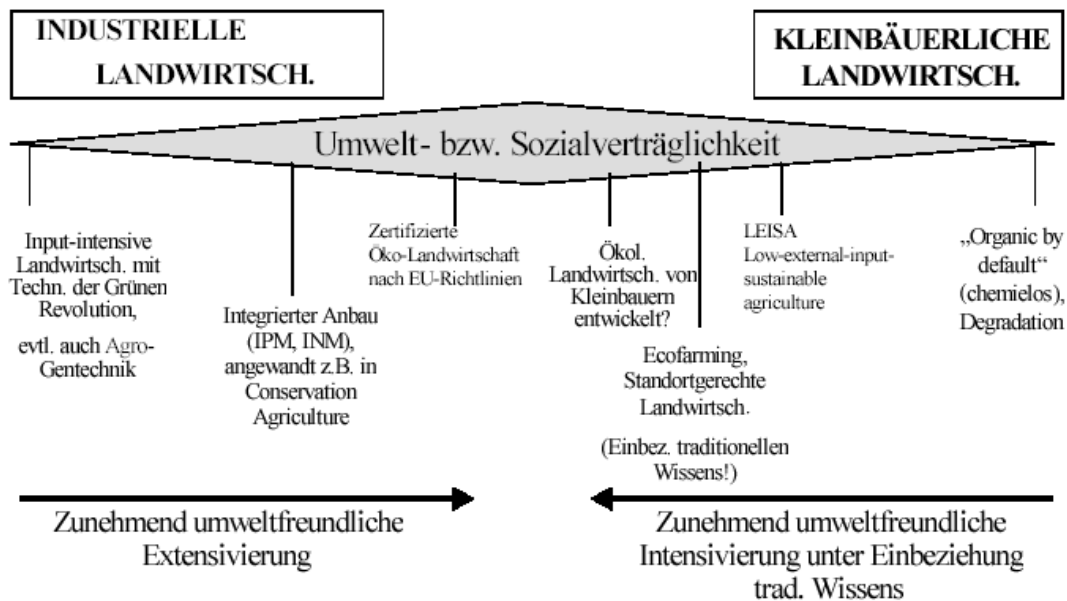 INDUSTRIELLE
LANDWIRTSCH.
KLEINBÄUERLICHE
LANDWIRTSCH.
Umwelt- bzw. Sozialverträglichkeit
Input-intensive
Landwirtsch. mit
Techn. der Grünen
Revolution,
evtl. auch Agro-
Gentechnik
Integrierter Anbau
(IPM, INM),
angewandt z.B. in
Conservation
Agriculture
Zertifizierte
Öko-Landwirtschaft
nach EU-Richtlinien
Ökol.
Landwirtsch. von
Kleinbauern
entwickelt?
Ecofarming,
Standortgerechte
Landwirtsch.
(Einbez. traditionellen
Wissens!)
LEISA
Low-external-input-
sustainable
agriculture
„Organic by
default“
(chemielos),
Degradation
Zunehmend umweltfreundliche
Extensivierung
Zunehmend umweltfreundliche
Intensivierung unter Einbeziehung
trad. Wissens